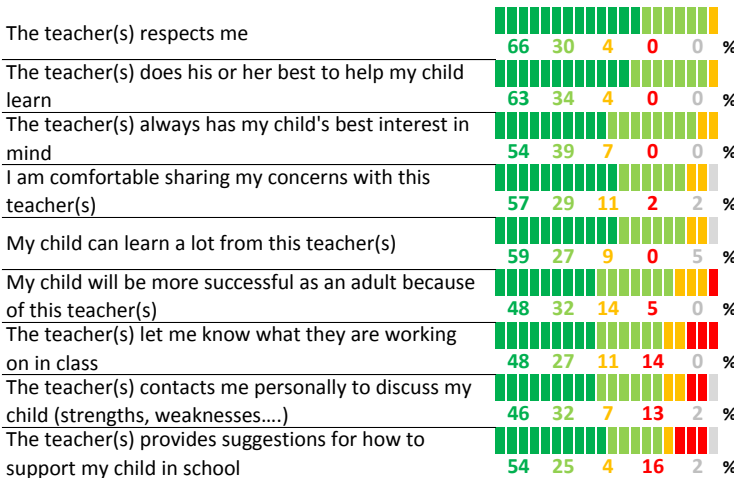 The teacher(s) respects me
66 30 4 0 0 %
The teacher(s) does his or her best to help my child
learn
63 34 4 0 0 %
The teacher(s) always has my child's best interest in
mind
54 39 7 0 0 %
I am comfortable sharing my concerns with this
teacher(s)
57 29 11 2 2 %
My child can learn a lot from this teacher(s)
59 27 9 0 5 %
My child will be more successful as an adult because
of this teacher(s)
48 32 14 5 0 %
The teacher(s) let me know what they are working
on in class
48 27 11 14 0 %
The teacher(s) contacts me personally to discuss my
child (strengths, weaknesses....)
46 32 7 13 2 %
The teacher(s) provides suggestions for how to
support my child in school
54 25 4 16 2 %